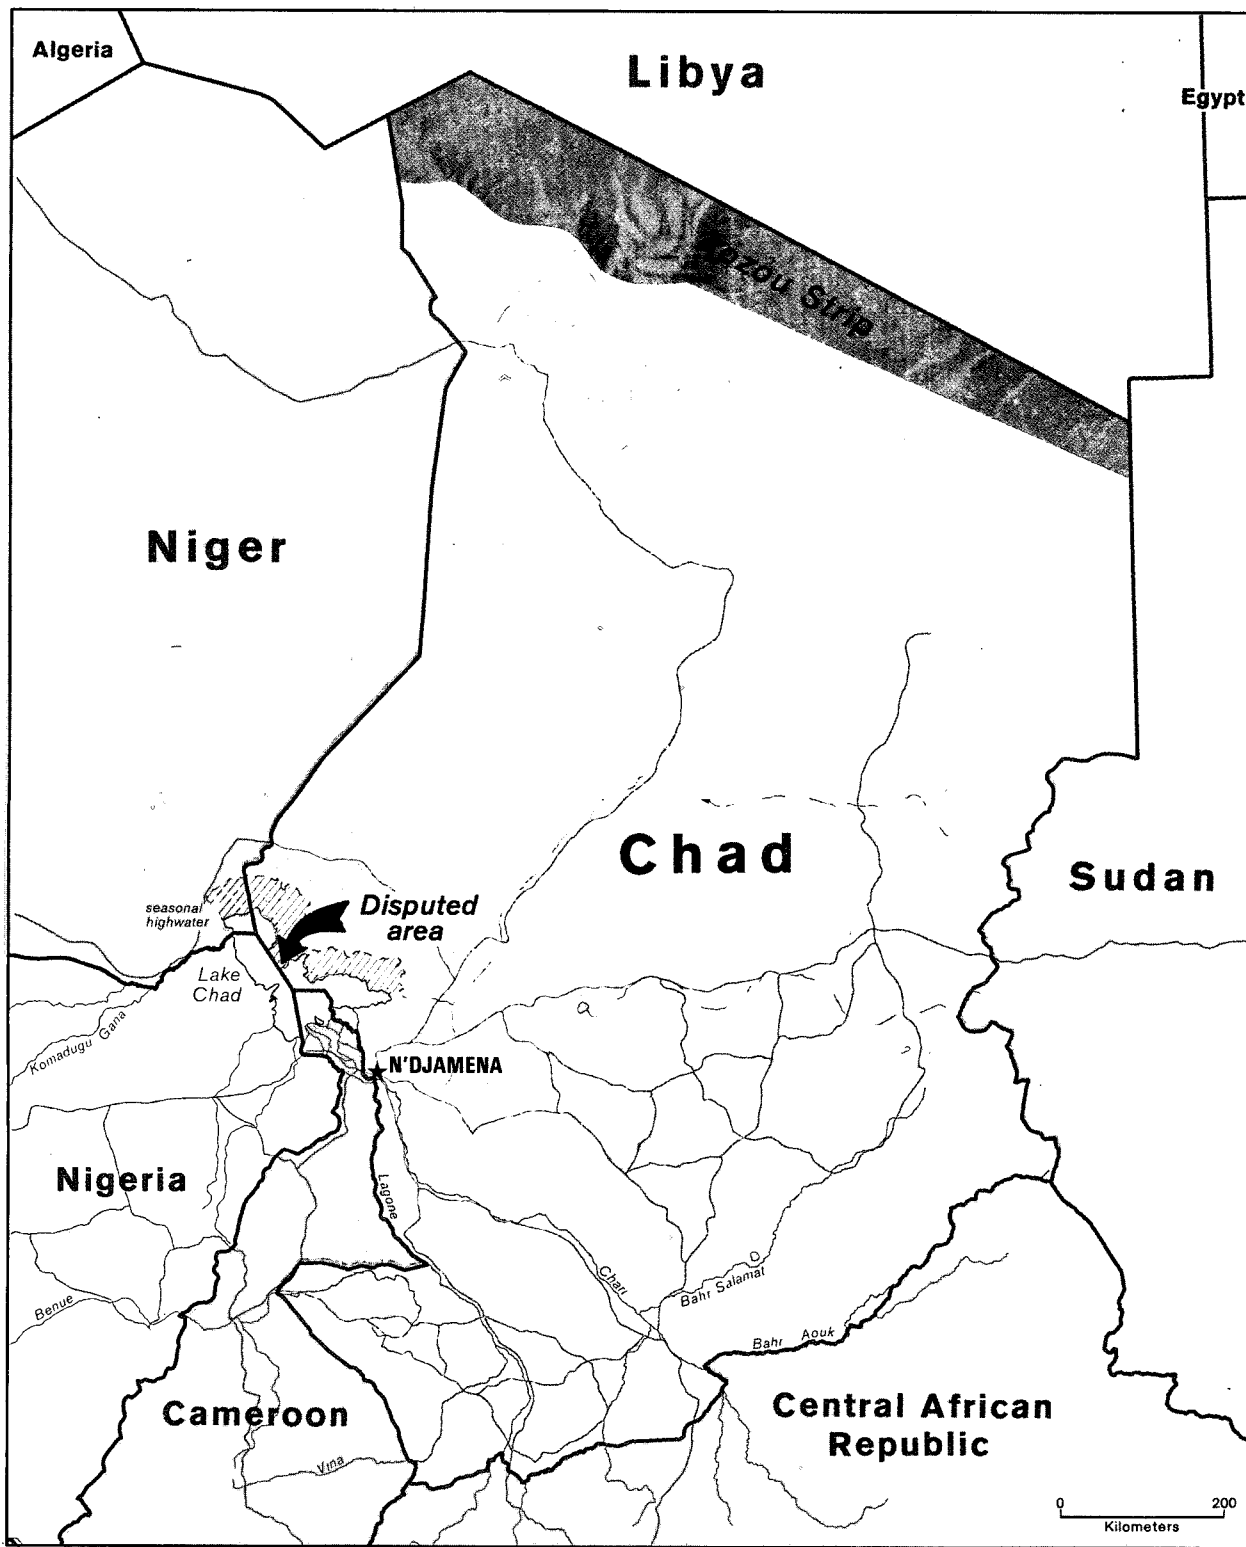 Algeria
Libya
Egypt
Aozou Strip
Niger
Chad
Sudan
Disputed
area
seasonal
highwater
Lake
Chad
Komadugu Gana
N'DJAMENA
Nigeria
Lagone
Chari
Bahr Salamat
Benue
Bahr Aouk
Cameroon
Central African
Republic
Vina
0 200
Kilometers